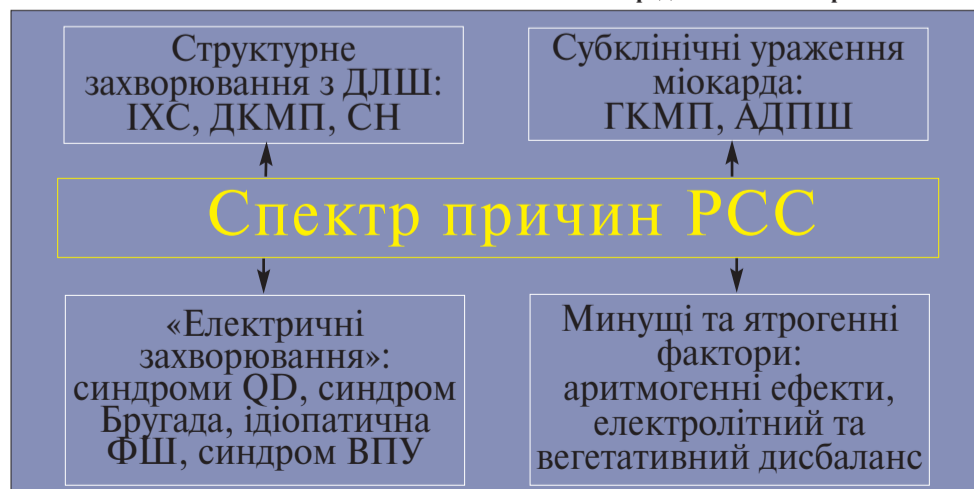 Структурне
захворювання з ДЛШ:
ІХС, ДКМП, СН
Субклінічні ураження
міокарда:
ГКМП, АДПШ
Спектр причин РСС
«Електричні
захворювання»:
синдроми QD, синдром
Бругада, ідіопатична
ФШ, синдром ВПУ
Минущі та ятрогенні
фактори:
аритмогенні ефекти,
електролітний та
вегетативний дисбаланс